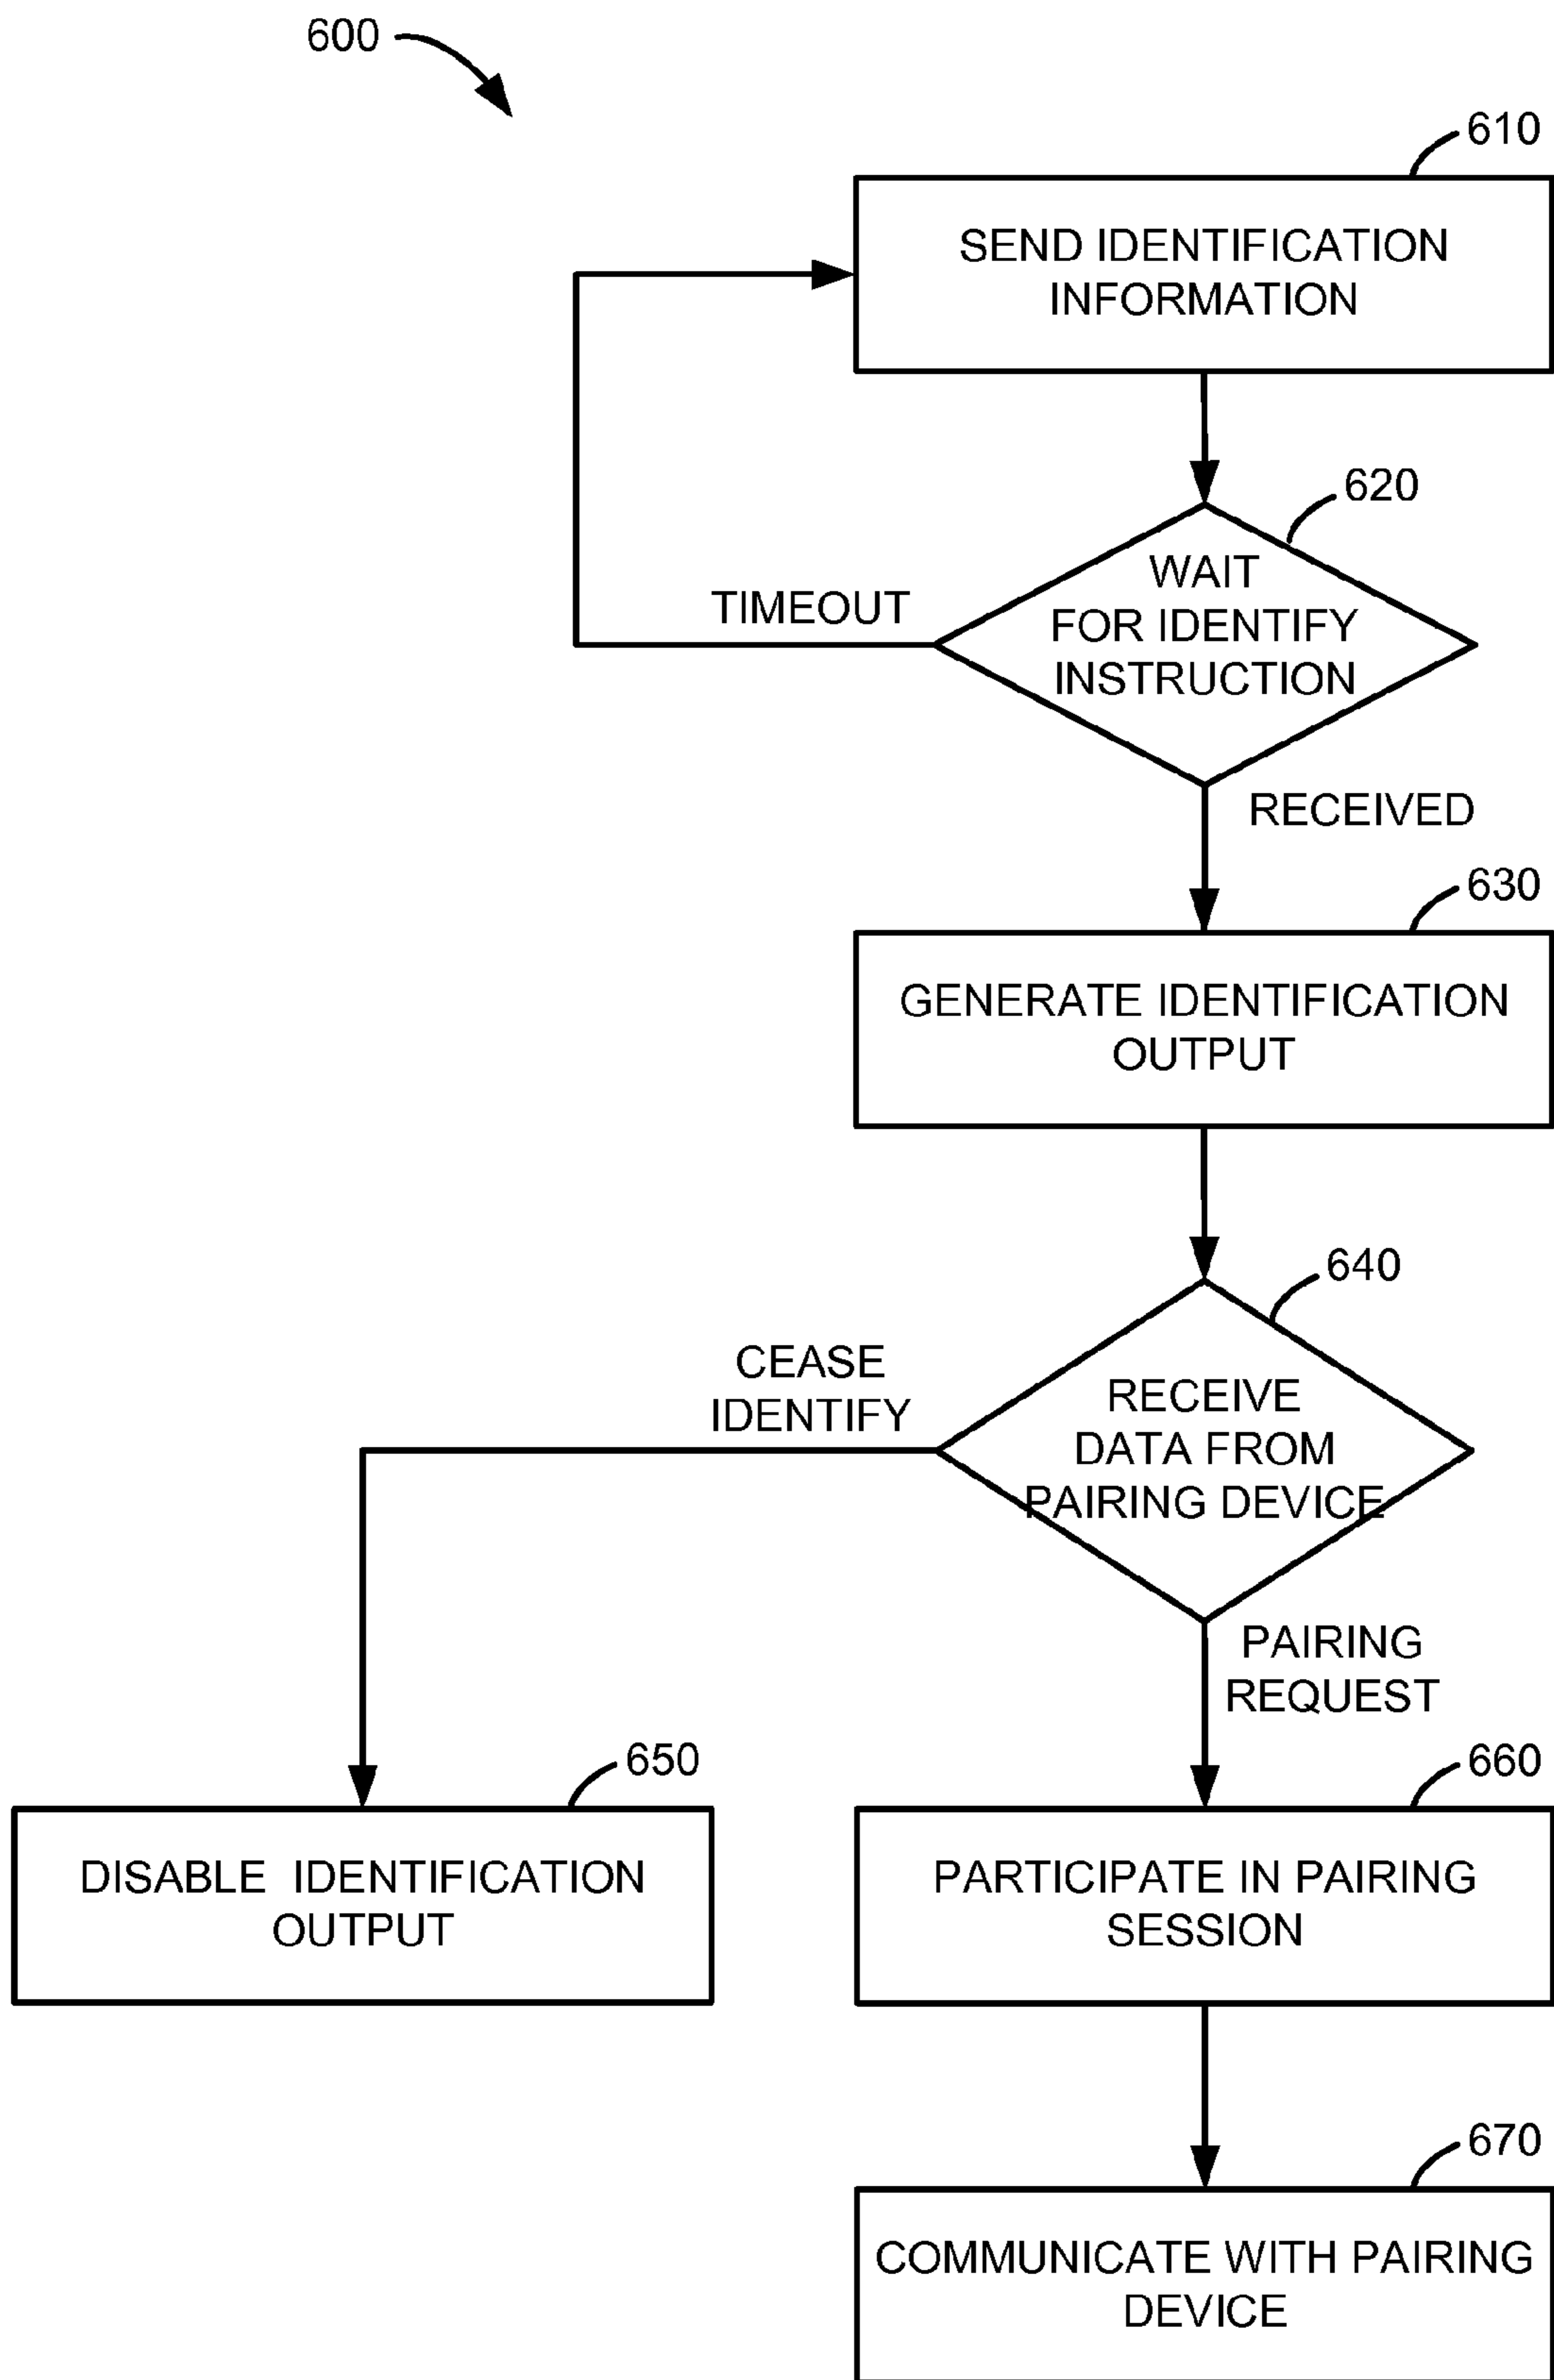 600
610
SEND IDENTIFICATION
INFORMATION
620
WAIT
FOR IDENTIFY
INSTRUCTION
TIMEOUT
RECEIVED
630
GENERATE IDENTIFICATION
OUTPUT
640
CEASE
IDENTIFY
RECEIVE
DATA FROM
PAIRING DEVICE
PAIRING
REQUEST
650
DISABLE IDENTIFICATION
OUTPUT
660
PARTICIPATE IN PAIRING
SESSION
670
COMMUNICATE WITH PAIRING
DEVICE